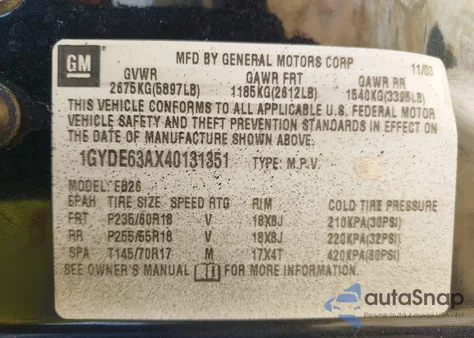 GM
MFD BY GENERAL MOTORS CORP 11/03
GVWR GAWR FRT GAWR RR
2675KG(5897LB) 1185KG(2612LB) 1540KG(3395LB)
THIS VEHICLE CONFORMS TO ALL APPLICABLE U.S. FEDERAL MOTOR
VEHICLE SAFETY AND THEFT PREVENTION STANDARDS IN EFFECT ON
THE DATE OF MANUFACTURE SHOWN ABOVE.
1GYDE63AX40131351 TYPE: M.P.V.
MODEL: E626
EPAH TIRE SIZE SPEED RTG RIM COLD TIRE PRESSURE
FRT P235/60R18 V 18X8J 210KPA(30PSI)
RR P255/55R18 V 18X8J 220KPA(32PSI)
SPA T145/70R17 M 17X4T 420KPA(60PSI)
SEE OWNER'S MANUAL FOR MORE INFORMATION.
autoSnap